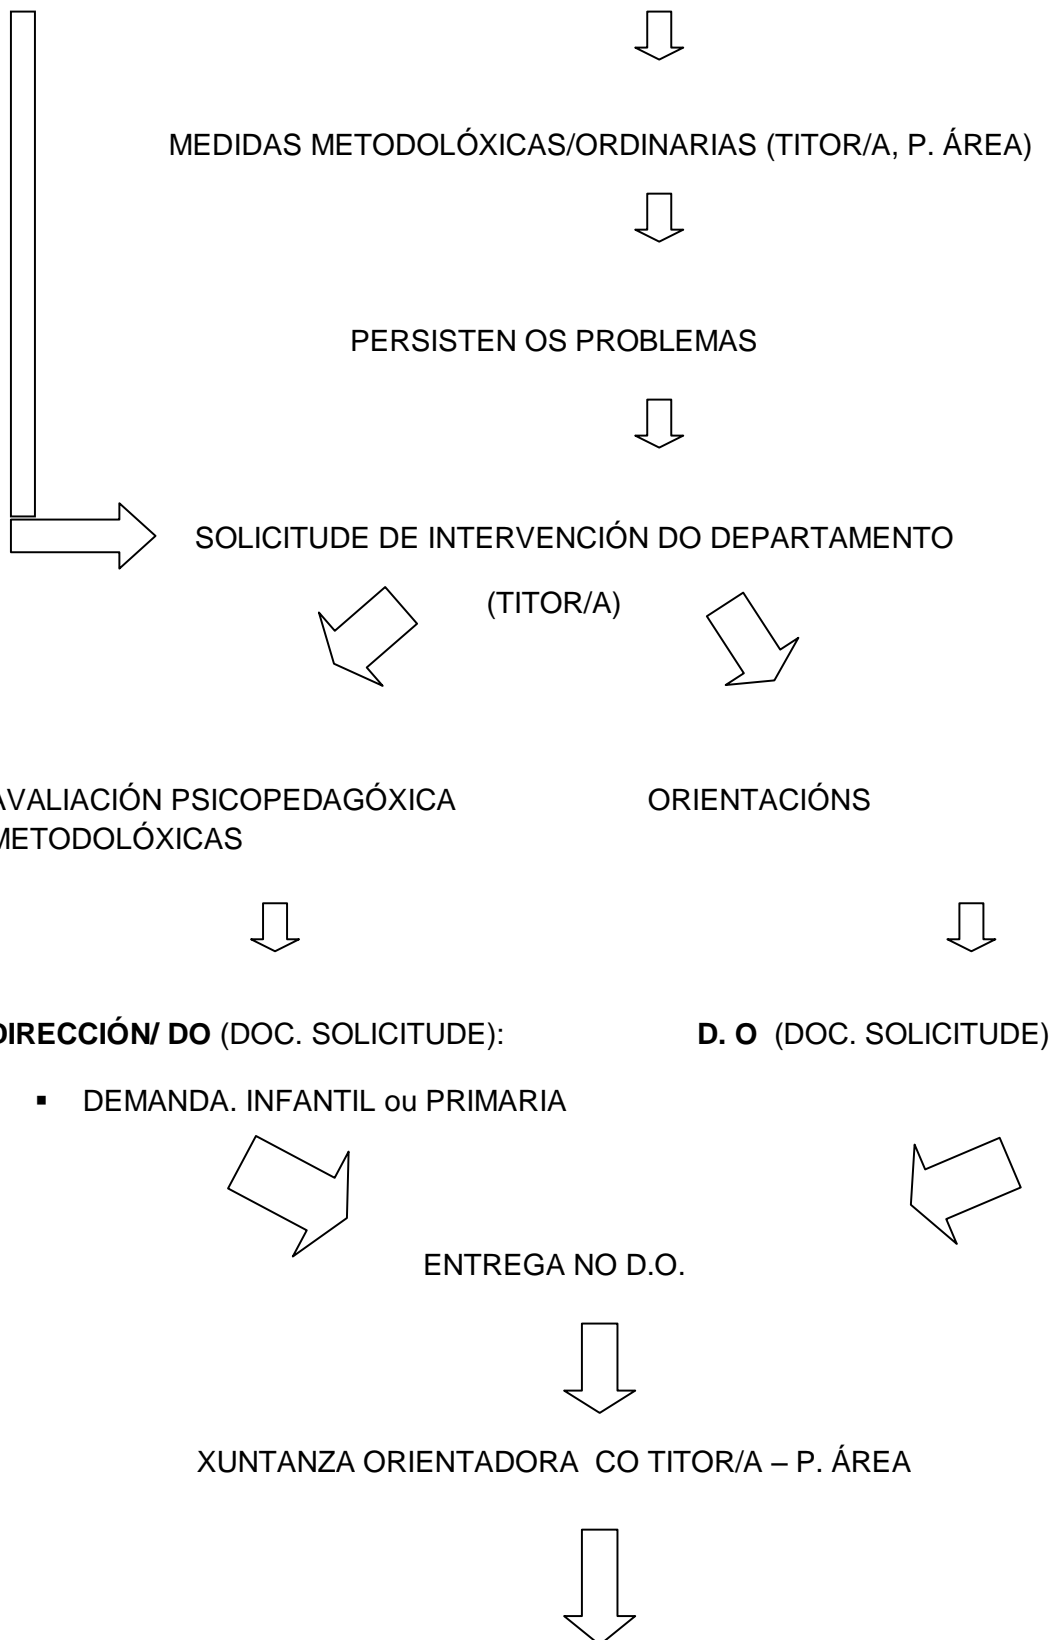 MEDIDAS METODOLÓXICAS/ORDINARIAS (TITOR/A, P. ÁREA)
PERSISTEN OS PROBLEMAS
SOLICITUDE DE INTERVENCIÓN DO DEPARTAMENTO
(TITOR/A)
AVALIACIÓN PSICOPEDAGÓXICA ORIENTACIÓNS
METODOLÓXICAS
DIRECCIÓN/ DO (DOC. SOLICITUDE): D. O (DOC. SOLICITUDE)
▪ DEMANDA. INFANTIL ou PRIMARIA
ENTREGA NO D.O.
XUNTANZA ORIENTADORA CO TITOR/A – P. ÁREA